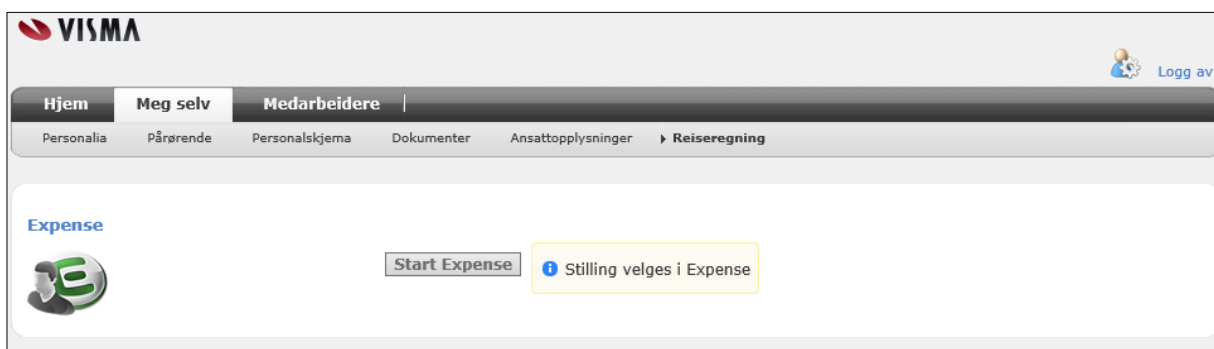 VISMA
Logg av
Hjem Meg selv Medarbeidere
Personalia Pårørende Personalskjema Dokumenter Ansattopplysninger Reiseregning
Expense
Start Expense Stilling velges i Expense